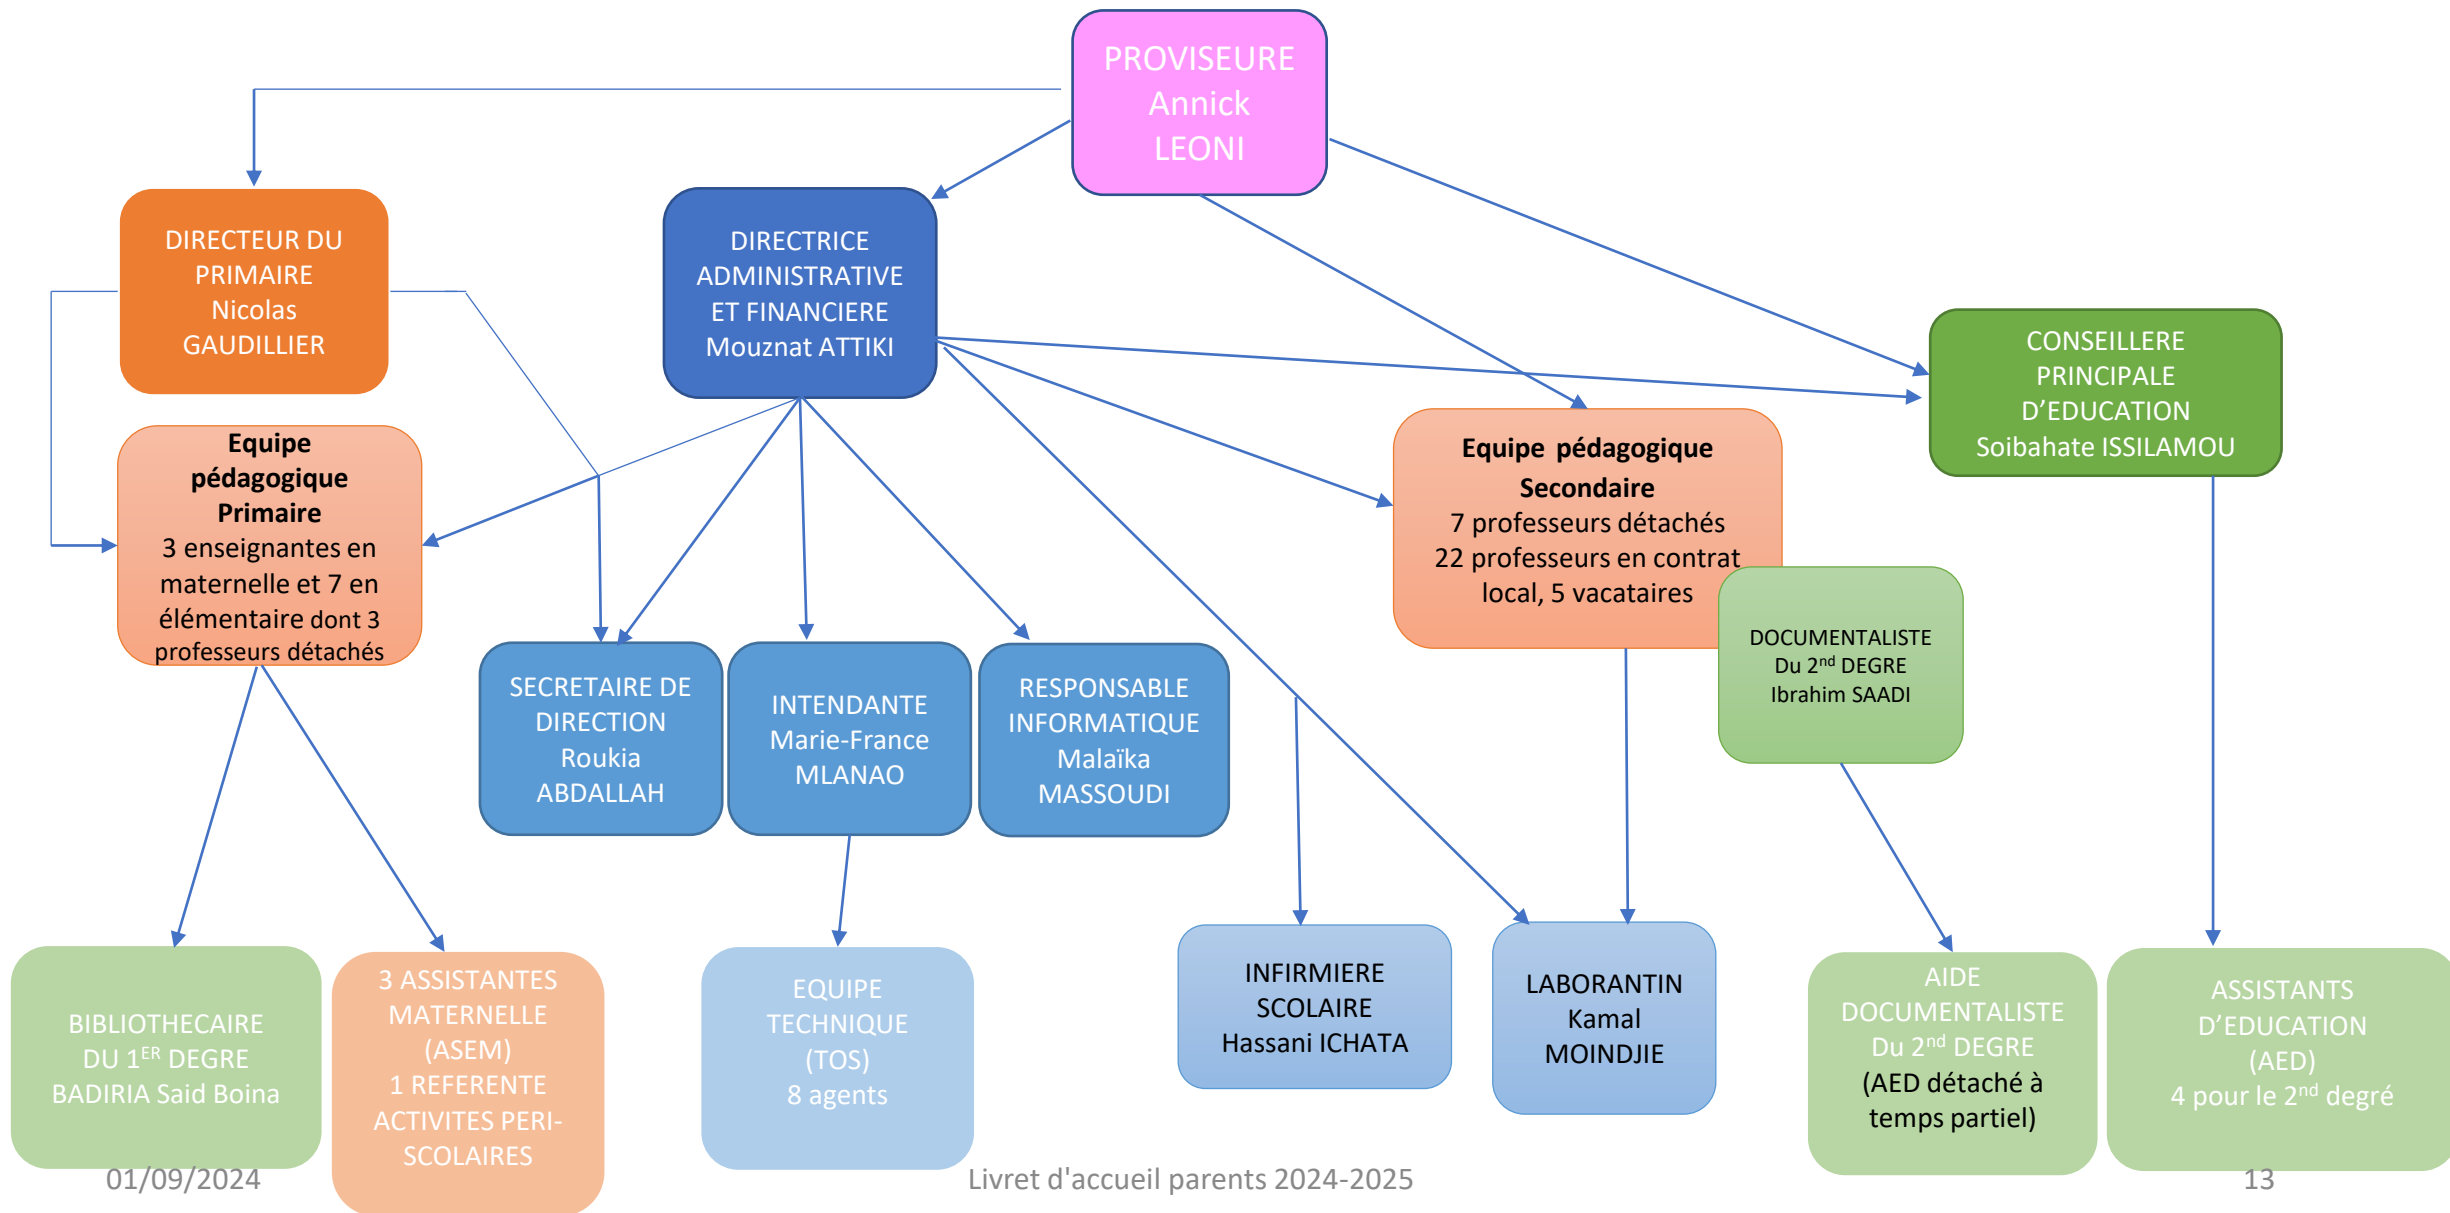 PROVISEURE
Annick
LEONI
DIRECTEUR DU
PRIMAIRE
Nicolas
GAUDILLIER
DIRECTRICE
ADMINISTRATIVE
ET FINANCIERE
Mouznat ATTIKI
CONSEILLERE
PRINCIPALE
D’EDUCATION
Soibahate ISSILAMOU
Equipe
pédagogique
Primaire
3 enseignantes en
maternelle et 7 en
élémentaire dont 3
professeurs détachés
Equipe pédagogique
Secondaire
7 professeurs détachés
22 professeurs en contrat
local, 5 vacataires
DOCUMENTALISTE
Du 2nd DEGRE
Ibrahim SAADI
SECRETAIRE DE
DIRECTION
Roukia
ABDALLAH
INTENDANTE
Marie-France
MLANAO
RESPONSABLE
INFORMATIQUE
Malaïka
MASSOUDI
BIBLIOTHECAIRE
DU 1ER DEGRE
BADIRIA Said Boina
3 ASSISTANTES
MATERNELLE
(ASEM)
1 REFERENTE
ACTIVITES PERI-
SCOLAIRES
EQUIPE
TECHNIQUE
(TOS)
8 agents
INFIRMIERE
SCOLAIRE
Hassani ICHATA
LABORANTIN
Kamal
MOINDJIE
AIDE
DOCUMENTALISTE
Du 2nd DEGRE
(AED détaché à
temps partiel)
ASSISTANTS
D’EDUCATION
(AED)
4 pour le 2nd degré
01/09/2024
Livret d'accueil parents 2024-2025
13